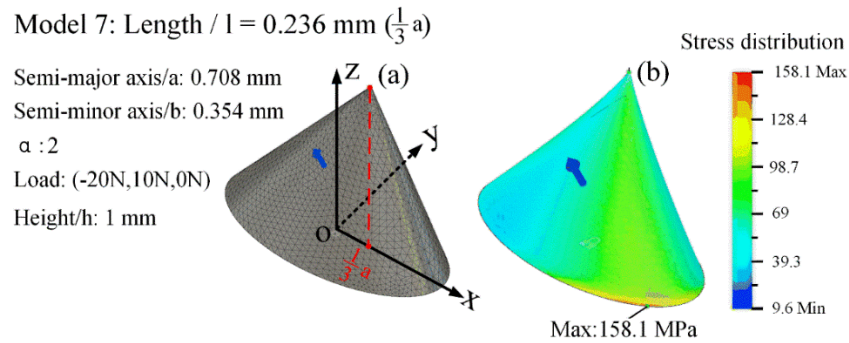 Model 7: Length / l = 0.236 mm (1/3 a)
Semi-major axis/a: 0.708 mm
Semi-minor axis/b: 0.354 mm
α :2
Load: (-20N,10N,0N)
Height/h: 1 mm
(a)
z
y
o
1/3 a
x
(b)
Stress distribution
158.1 Max
128.4
98.7
69
39.3
9.6 Min
Max:158.1 MPa